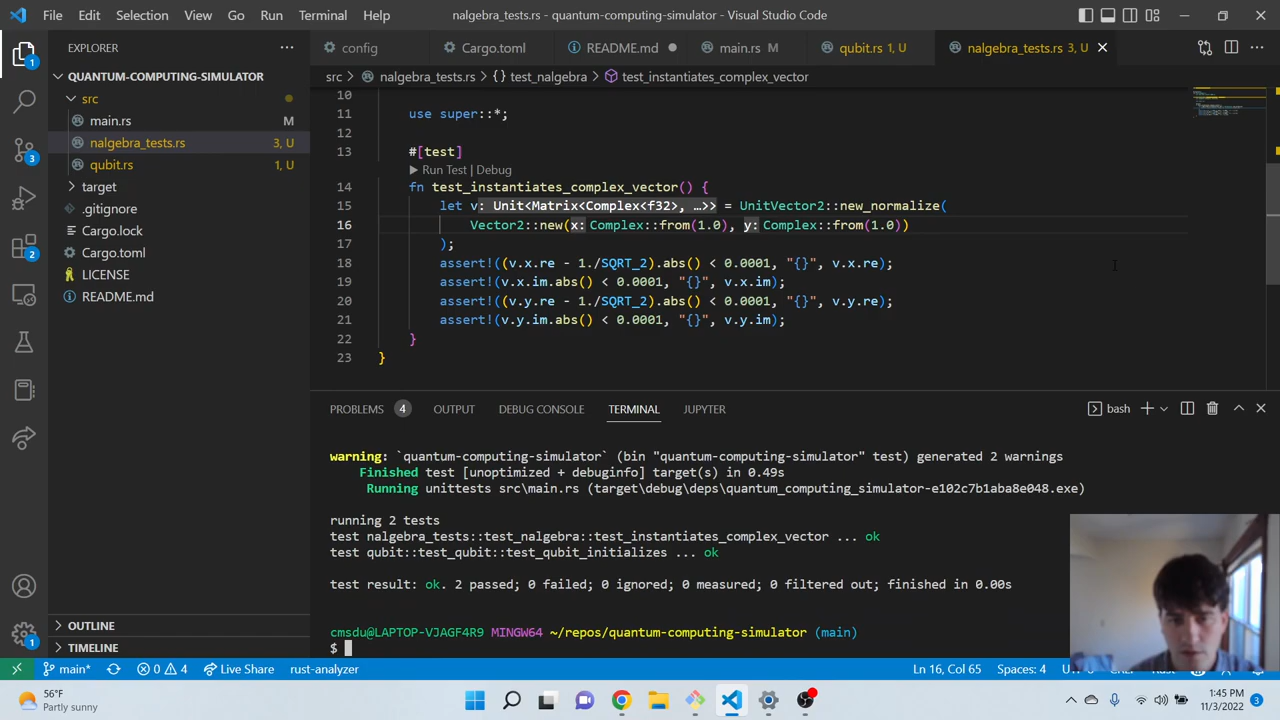 File Edit Selection View Go Run Terminal Help
nalgebra_tests.rs - quantum-computing-simulator - Visual Studio Code
EXPLORER
config
Cargo.toml
README.md
main.rs M
qubit.rs 1, U
nalgebra_tests.rs 3, U
QUANTUM-COMPUTING-SIMULATOR
src > nalgebra_tests.rs > {} test_nalgebra > test_instantiates_complex_vector
src
main.rs M
nalgebra_tests.rs 3, U
qubit.rs 1, U
target
.gitignore
Cargo.lock
Cargo.toml
LICENSE
README.md
OUTLINE
TIMELINE
10
11 use super::*;
12
13 #[test]
Run Test | Debug
14 fn test_instantiates_complex_vector() {
15 let v: Unit<Matrix<Complex<f32>, …>> = UnitVector2::new_normalize(
16 Vector2::new(x: Complex::from(1.0), y: Complex::from(1.0))
17 );
18 assert!((v.x.re - 1./SQRT_2).abs() < 0.0001, "{}", v.x.re);
19 assert!(v.x.im.abs() < 0.0001, "{}", v.x.im);
20 assert!((v.y.re - 1./SQRT_2).abs() < 0.0001, "{}", v.y.re);
21 assert!(v.y.im.abs() < 0.0001, "{}", v.y.im);
22 }
23 }
PROBLEMS 4 OUTPUT DEBUG CONSOLE TERMINAL JUPYTER
bash
warning: `quantum-computing-simulator` (bin "quantum-computing-simulator" test) generated 2 warnings
Finished test [unoptimized + debuginfo] target(s) in 0.49s
Running unittests src\main.rs (target\debug\deps\quantum_computing_simulator-e102c7b1aba8e048.exe)
running 2 tests
test nalgebra_tests::test_nalgebra::test_instantiates_complex_vector ... ok
test qubit::test_qubit::test_qubit_initializes ... ok
test result: ok. 2 passed; 0 failed; 0 ignored; 0 measured; 0 filtered out; finished in 0.00s
cmsdu@LAPTOP-VJAGF4R9 MINGW64 ~/repos/quantum-computing-simulator (main)
$
main* 0 4 Live Share rust-analyzer
Ln 16, Col 65 Spaces: 4
56°F
Partly sunny
1:45 PM
11/3/2022
3